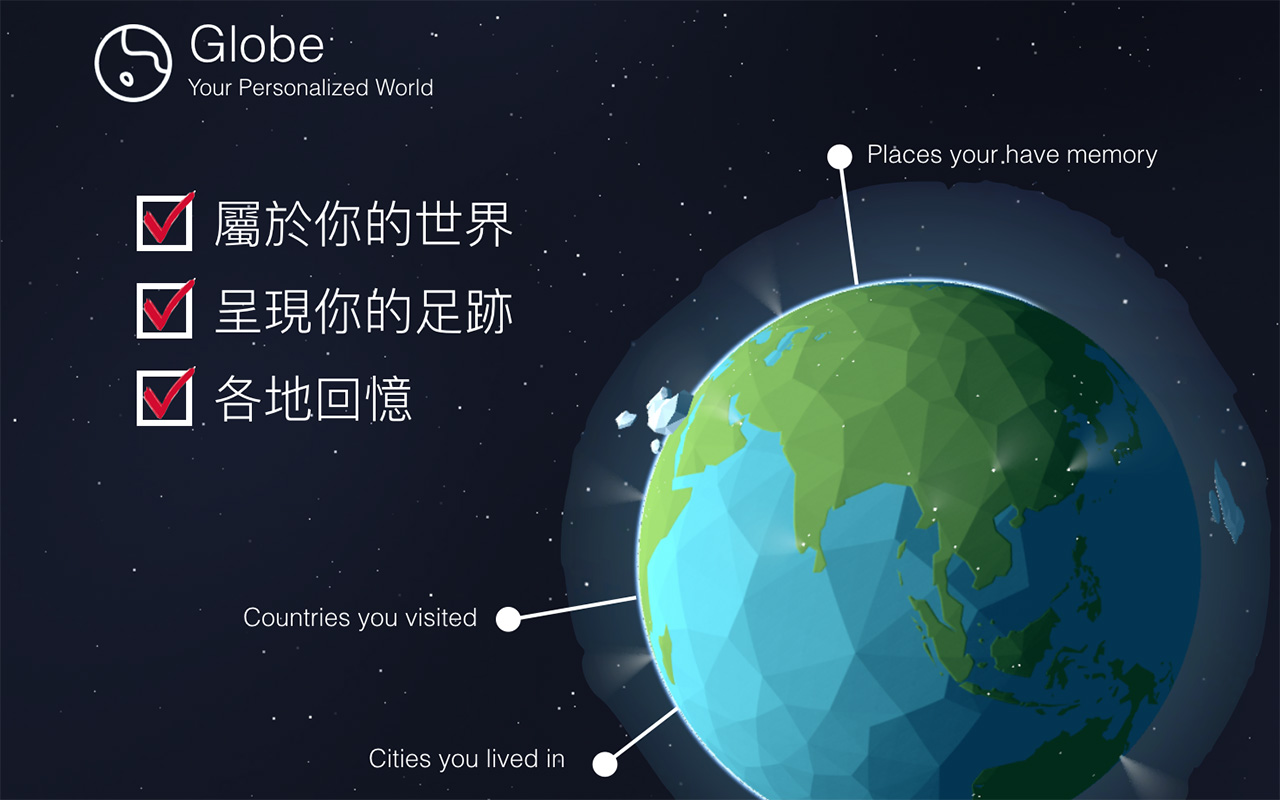 Globe
Your Personalized World
Places your have memory
屬於你的世界
呈現你的足跡
各地回憶
Countries you visited
Cities you lived in